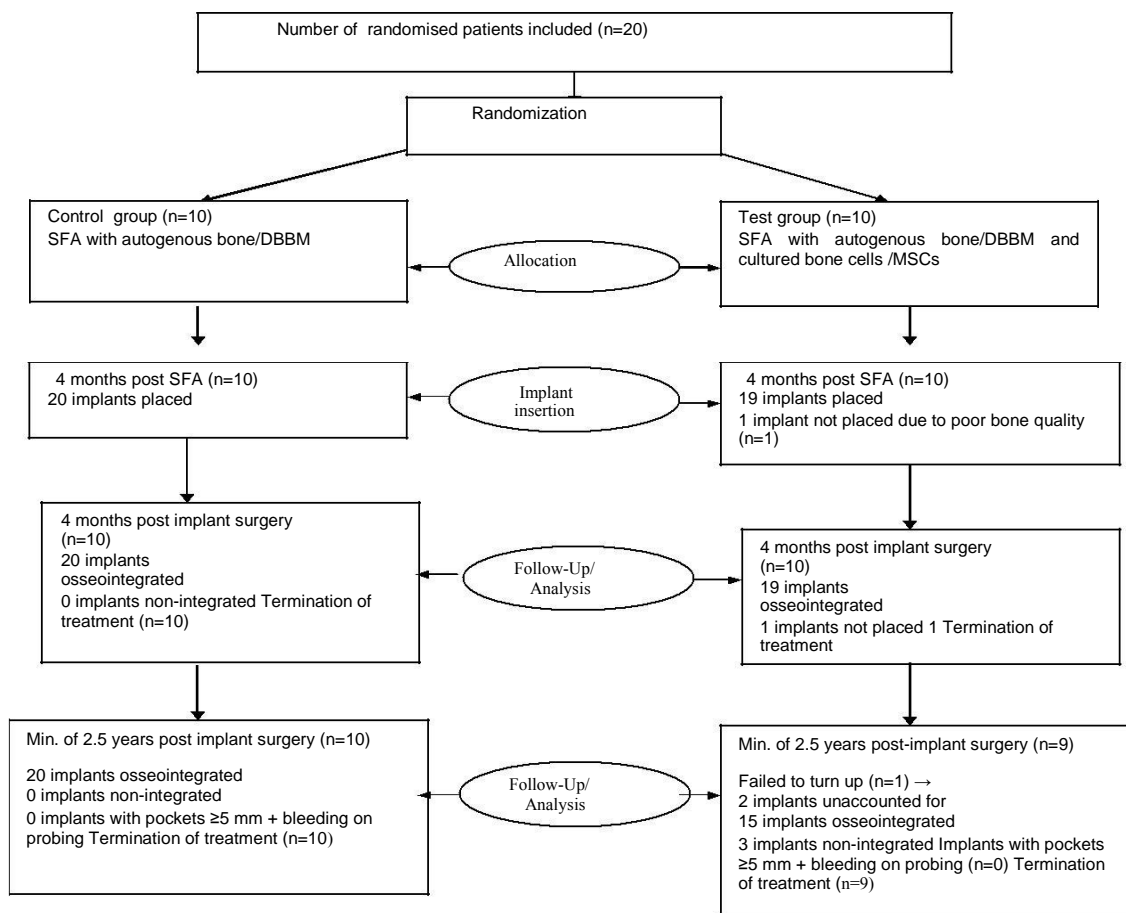 Number of randomised patients included (n=20)
Randomization
Control group (n=10)
SFA with autogenous bone/DBBM
Allocation
Test group (n=10)
SFA with autogenous bone/DBBM and
cultured bone cells /MSCs
4 months post SFA (n=10)
20 implants placed
Implant
insertion
4 months post SFA (n=10)
19 implants placed
1 implant not placed due to poor bone quality
(n=1)
4 months post implant surgery
(n=10)
20 implants
osseointegrated
0 implants non-integrated Termination of
treatment (n=10)
Follow-Up/
Analysis
4 months post implant surgery
(n=10)
19 implants
osseointegrated
1 implants not placed 1 Termination of
treatment
Min. of 2.5 years post implant surgery (n=10)
20 implants osseointegrated
0 implants non-integrated
0 implants with pockets ≥5 mm + bleeding on
probing Termination of treatment (n=10)
Follow-Up/
Analysis
Min. of 2.5 years post-implant surgery (n=9)
Failed to turn up (n=1) →
2 implants unaccounted for
15 implants osseointegrated
3 implants non-integrated Implants with pockets
≥5 mm + bleeding on probing (n=0) Termination
of treatment (n=9)